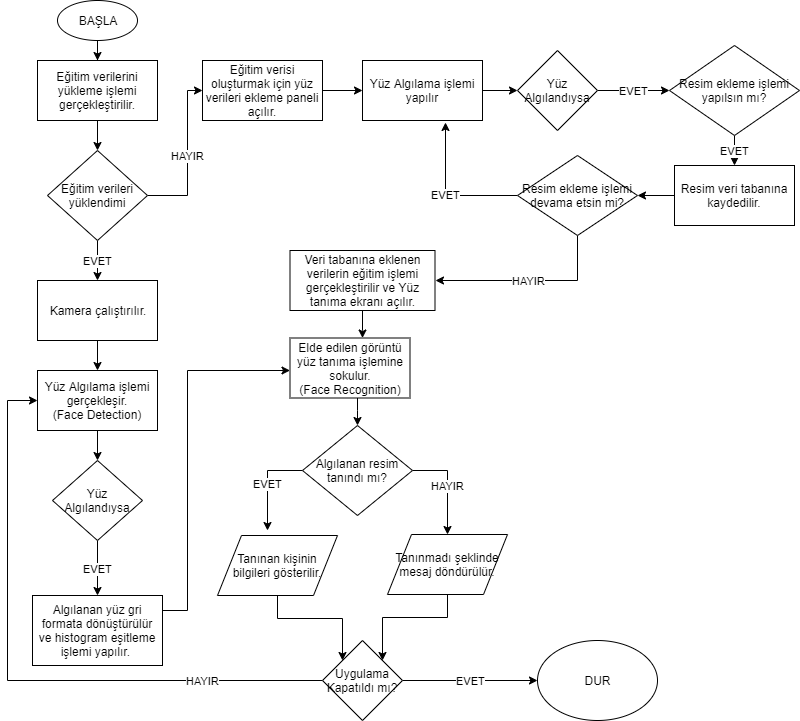 BAŞLA
Eğitim verilerini
yükleme işlemi
gerçekleştirilir.
Eğitim verileri
yüklendimi
HAYIR
Eğitim verisi
oluşturmak için yüz
verileri ekleme paneli
açılır.
Yüz Algılama işlemi
yapılır
Yüz
Algılandıysa
EVET
Resim ekleme işlemi
yapılsın mı?
EVET
Resim veri tabanına
kaydedilir.
Resim ekleme işlemi
devama etsin mi?
EVET
HAYIR
Veri tabanına eklenen
verilerin eğitim işlemi
gerçekleştirilir ve Yüz
tanıma ekranı açılır.
EVET
Kamera çalıştırılır.
Yüz Algılama işlemi
gerçekleşir.
(Face Detection)
Yüz
Algılandıysa
EVET
Algılanan yüz gri
formata dönüştürülür
ve histogram eşitleme
işlemi yapılır.
Elde edilen görüntü
yüz tanıma işlemine
sokulur.
(Face Recognition)
Algılanan resim
tanındı mı?
EVET
HAYIR
Tanınan kişinin
bilgileri gösterilir.
Tanınmadı şeklinde
mesaj döndürülür.
Uygulama
Kapatıldı mı?
HAYIR
EVET
DUR